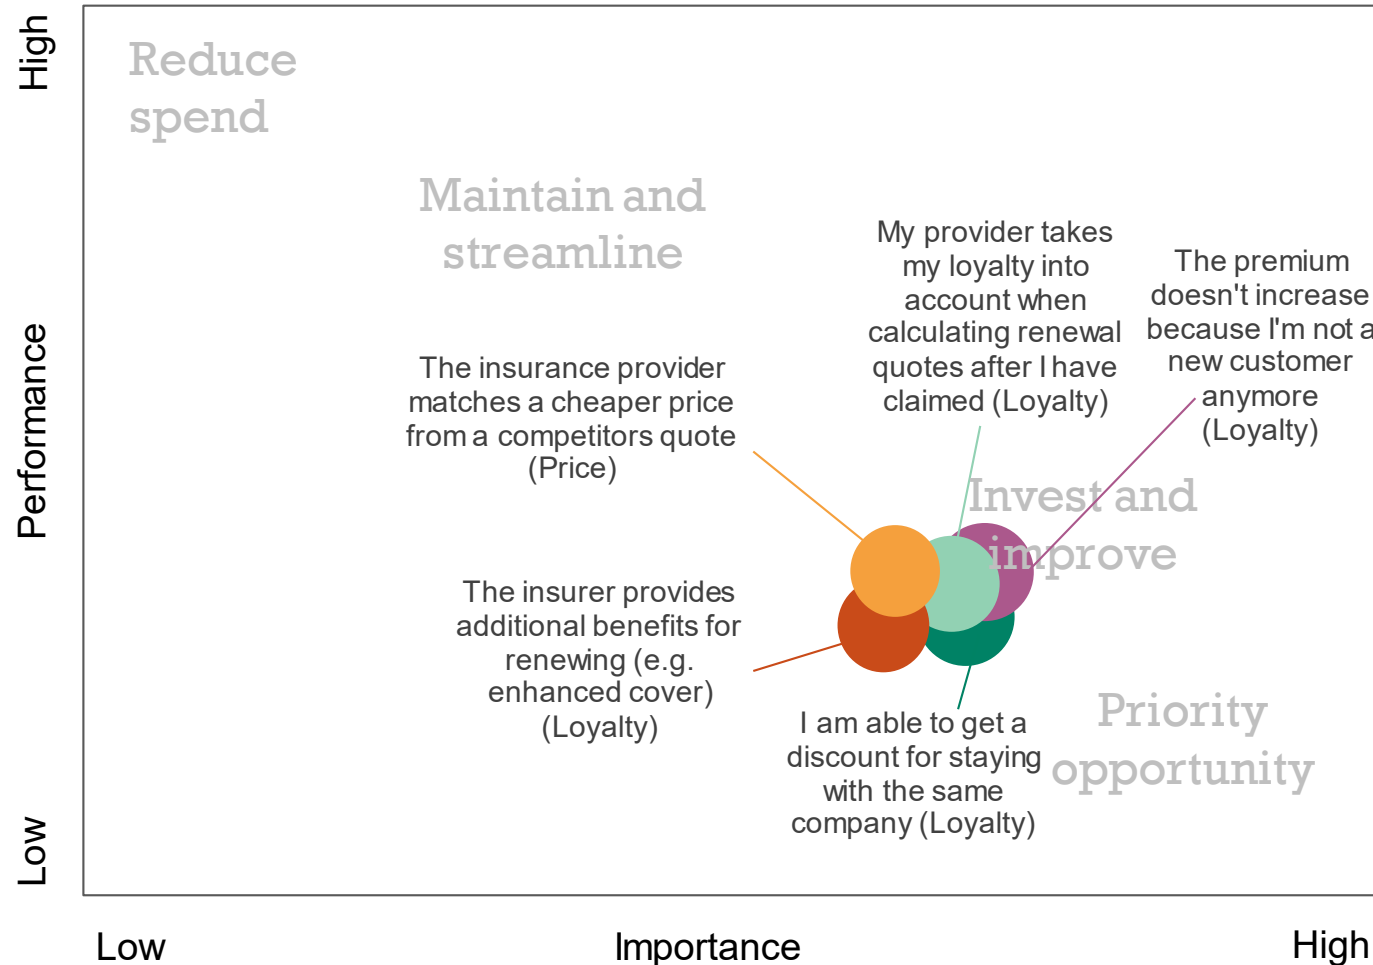 High
Reduce
spend
Maintain and
streamline
My provider takes
my loyalty into
account when
calculating renewal
quotes after I have
claimed (Loyalty)
The premium
doesn't increase
because I'm not a
new customer
anymore
(Loyalty)
Performance
The insurance provider
matches a cheaper price
from a competitors quote
(Price)
Invest and
improve
The insurer provides
additional benefits for
renewing (e.g.
enhanced cover)
(Loyalty)
I am able to get a
discount for staying
with the same
company (Loyalty)
Priority
opportunity
Low
Low
Importance
High